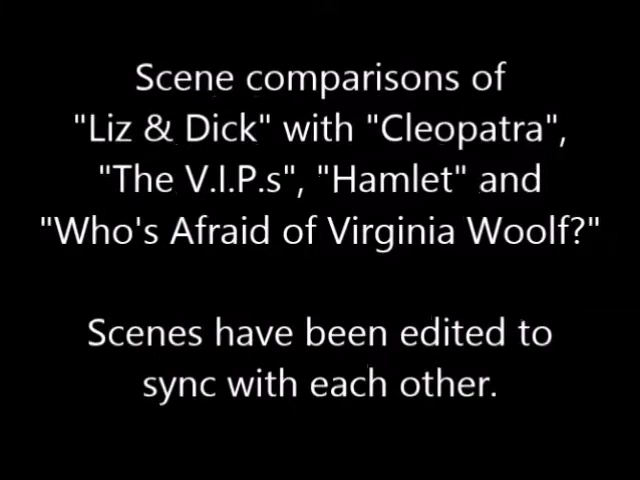 Scene comparisons of
"Liz & Dick" with "Cleopatra",
"The V.I.P.s", "Hamlet" and
"Who's Afraid of Virginia Woolf?"
Scenes have been edited to
sync with each other.